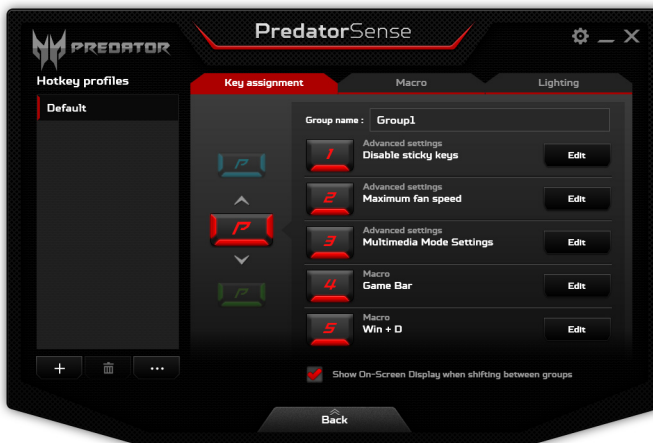 PREDATOR
PredatorSense
Hotkey profiles
Default
Key assignment
Macro
Lighting
Group name :
Group1
1
Advanced settings
Disable sticky keys
Edit
2
Advanced settings
Maximum fan speed
Edit
3
Advanced settings
Multimedia Mode Settings
Edit
4
Macro
Game Bar
Edit
5
Macro
Win + D
Edit
P
P
P
Show On-Screen Display when shifting between groups
Back